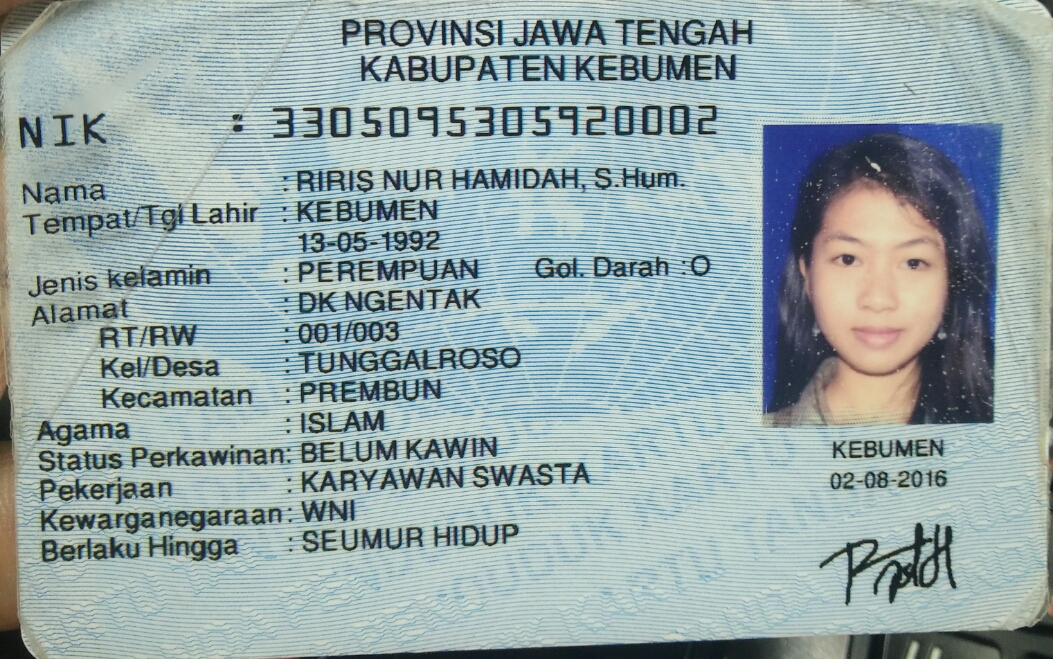 PROVINSI JAWA TENGAH
KABUPATEN KEBUMEN
NIK : 3305095305920002
Nama : RIRIS NUR HAMIDAH, S.Hum.
Tempat/Tgl Lahir : KEBUMEN
13-05-1992
Jenis kelamin : PEREMPUAN Gol. Darah : O
Alamat : DK NGENTAK
RT/RW : 001/003
Kel/Desa : TUNGGALROSO
Kecamatan : PREMBUN
Agama : ISLAM
Status Perkawinan: BELUM KAWIN
Pekerjaan : KARYAWAN SWASTA
Kewarganegaraan: WNI
Berlaku Hingga : SEUMUR HIDUP
KEBUMEN
02-08-2016